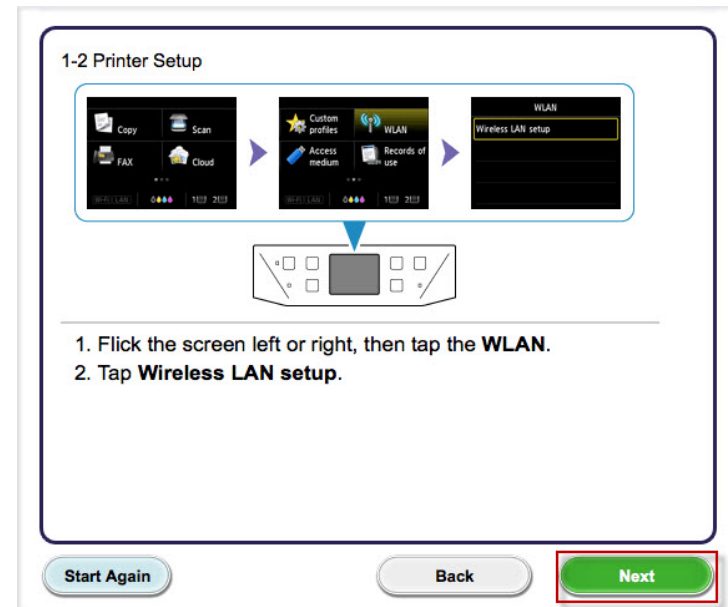 1-2 Printer Setup
Copy
Scan
FAX
Cloud
Custom
profiles
WLAN
Access
medium
Records of
use
WLAN
Wireless LAN setup
1. Flick the screen left or right, then tap the WLAN.
2. Tap Wireless LAN setup.
Start Again
Back
Next